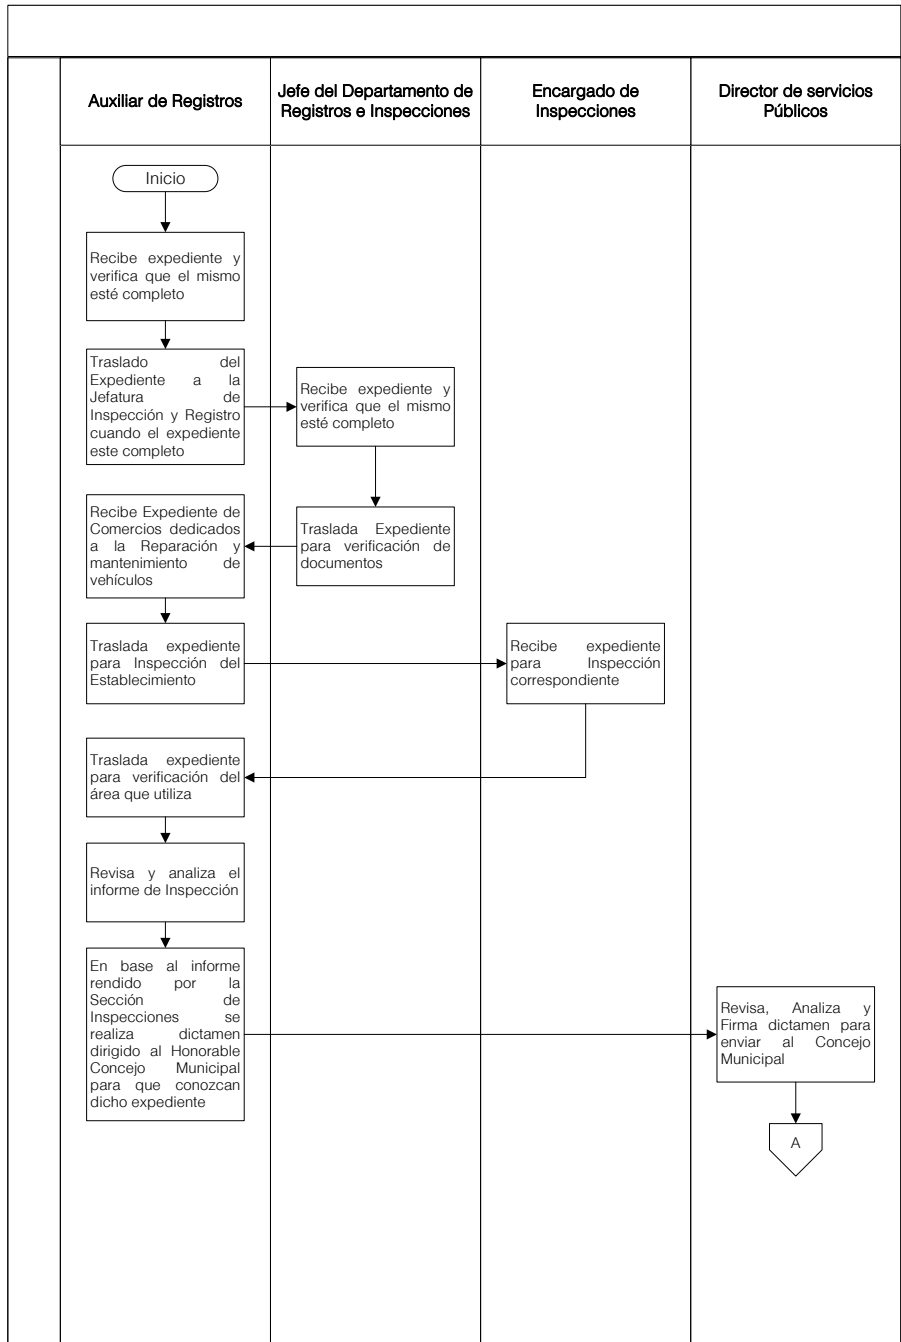 Auxiliar de Registros
Jefe del Departamento de
Registros e Inspecciones
Encargado de
Inspecciones
Director de servicios
Públicos
Inicio
Recibe expediente y
verifica que el mismo
esté completo
Traslado del
Expediente a la
Jefatura de
Inspección y Registro
cuando el expediente
este completo
Recibe expediente y
verifica que el mismo
esté completo
Recibe Expediente de
Comercios dedicados
a la Reparación y
mantenimiento de
vehículos
Traslada Expediente
para verificación de
documentos
Traslada expediente
para Inspección del
Establecimiento
Recibe expediente
para Inspección
correspondiente
Traslada expediente
para verificación del
área que utiliza
Revisa y analiza el
informe de Inspección
En base al informe
rendido por la
Sección de
Inspecciones se
realiza dictamen
dirigido al Honorable
Concejo Municipal
para que conozcan
dicho expediente
Revisa, Analiza y
Firma dictamen para
enviar al Concejo
Municipal
A